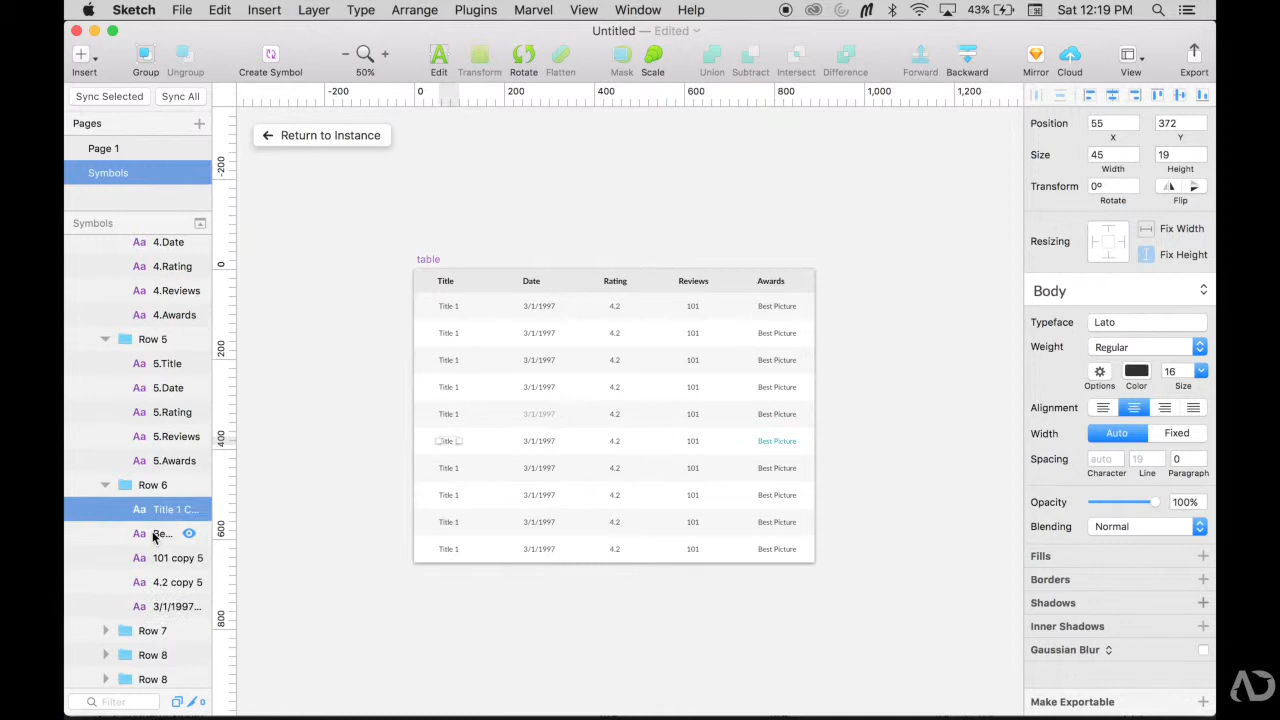 Sketch File Edit Insert Layer Type Arrange Plugins Marvel View Window Help 43% Sat 12:19 PM
Untitled — Edited
Insert Group Ungroup Create Symbol 50% Edit Transform Rotate Flatten Mask Scale Union Subtract Intersect Difference Forward Backward Mirror Cloud View Export
Sync Selected Sync All
Pages
Page 1
Symbols
Symbols
4.Date
4.Rating
4.Reviews
4.Awards
Row 5
5.Title
5.Date
5.Rating
5.Reviews
5.Awards
Row 6
Title 1 C...
Be...
101 copy 5
4.2 copy 5
3/1/1997...
Row 7
Row 8
Row 8
Filter 0
-200 0 200 400 600 800 1,000 1,200
-200
0
200
400
600
800
Return to Instance
table
Title Date Rating Reviews Awards
Title 1 3/1/1997 4.2 101 Best Picture
Title 1 3/1/1997 4.2 101 Best Picture
Title 1 3/1/1997 4.2 101 Best Picture
Title 1 3/1/1997 4.2 101 Best Picture
Title 1 3/1/1997 4.2 101 Best Picture
Title 1 3/1/1997 4.2 101 Best Picture
Title 1 3/1/1997 4.2 101 Best Picture
Title 1 3/1/1997 4.2 101 Best Picture
Title 1 3/1/1997 4.2 101 Best Picture
Title 1 3/1/1997 4.2 101 Best Picture
Position 55 372
X Y
Size 45 19
Width Height
Transform 0º
Rotate Flip
Resizing Fix Width
Fix Height
Body
Typeface Lato
Weight Regular
16
Options Color Size
Alignment
Width Auto Fixed
Spacing auto 19 0
Character Line Paragraph
Opacity 100%
Blending Normal
Fills
Borders
Shadows
Inner Shadows
Gaussian Blur
Make Exportable